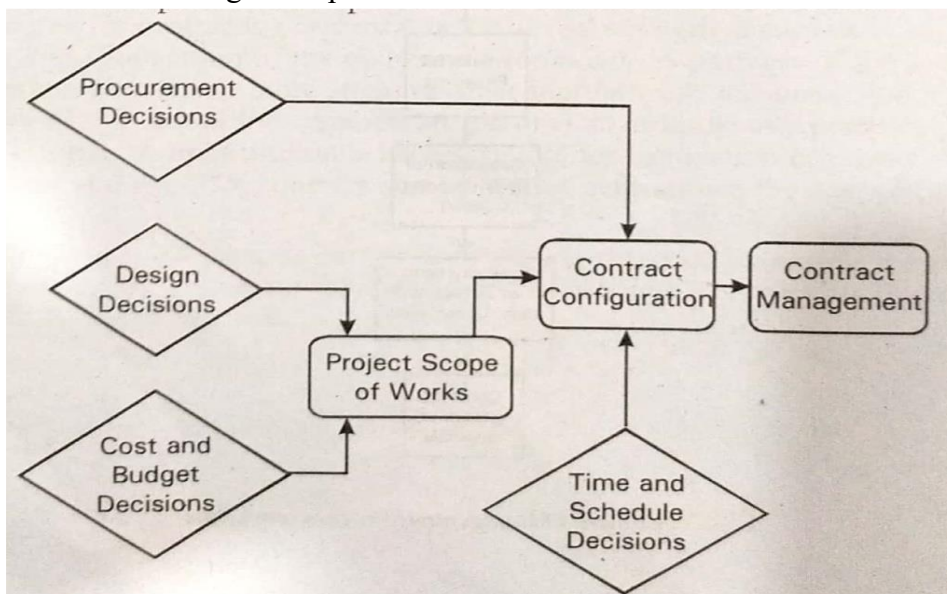 Procurement
Decisions
Design
Decisions
Contract
Configuration
Contract
Management
Project Scope
of Works
Cost and
Budget
Decisions
Time and
Schedule
Decisions